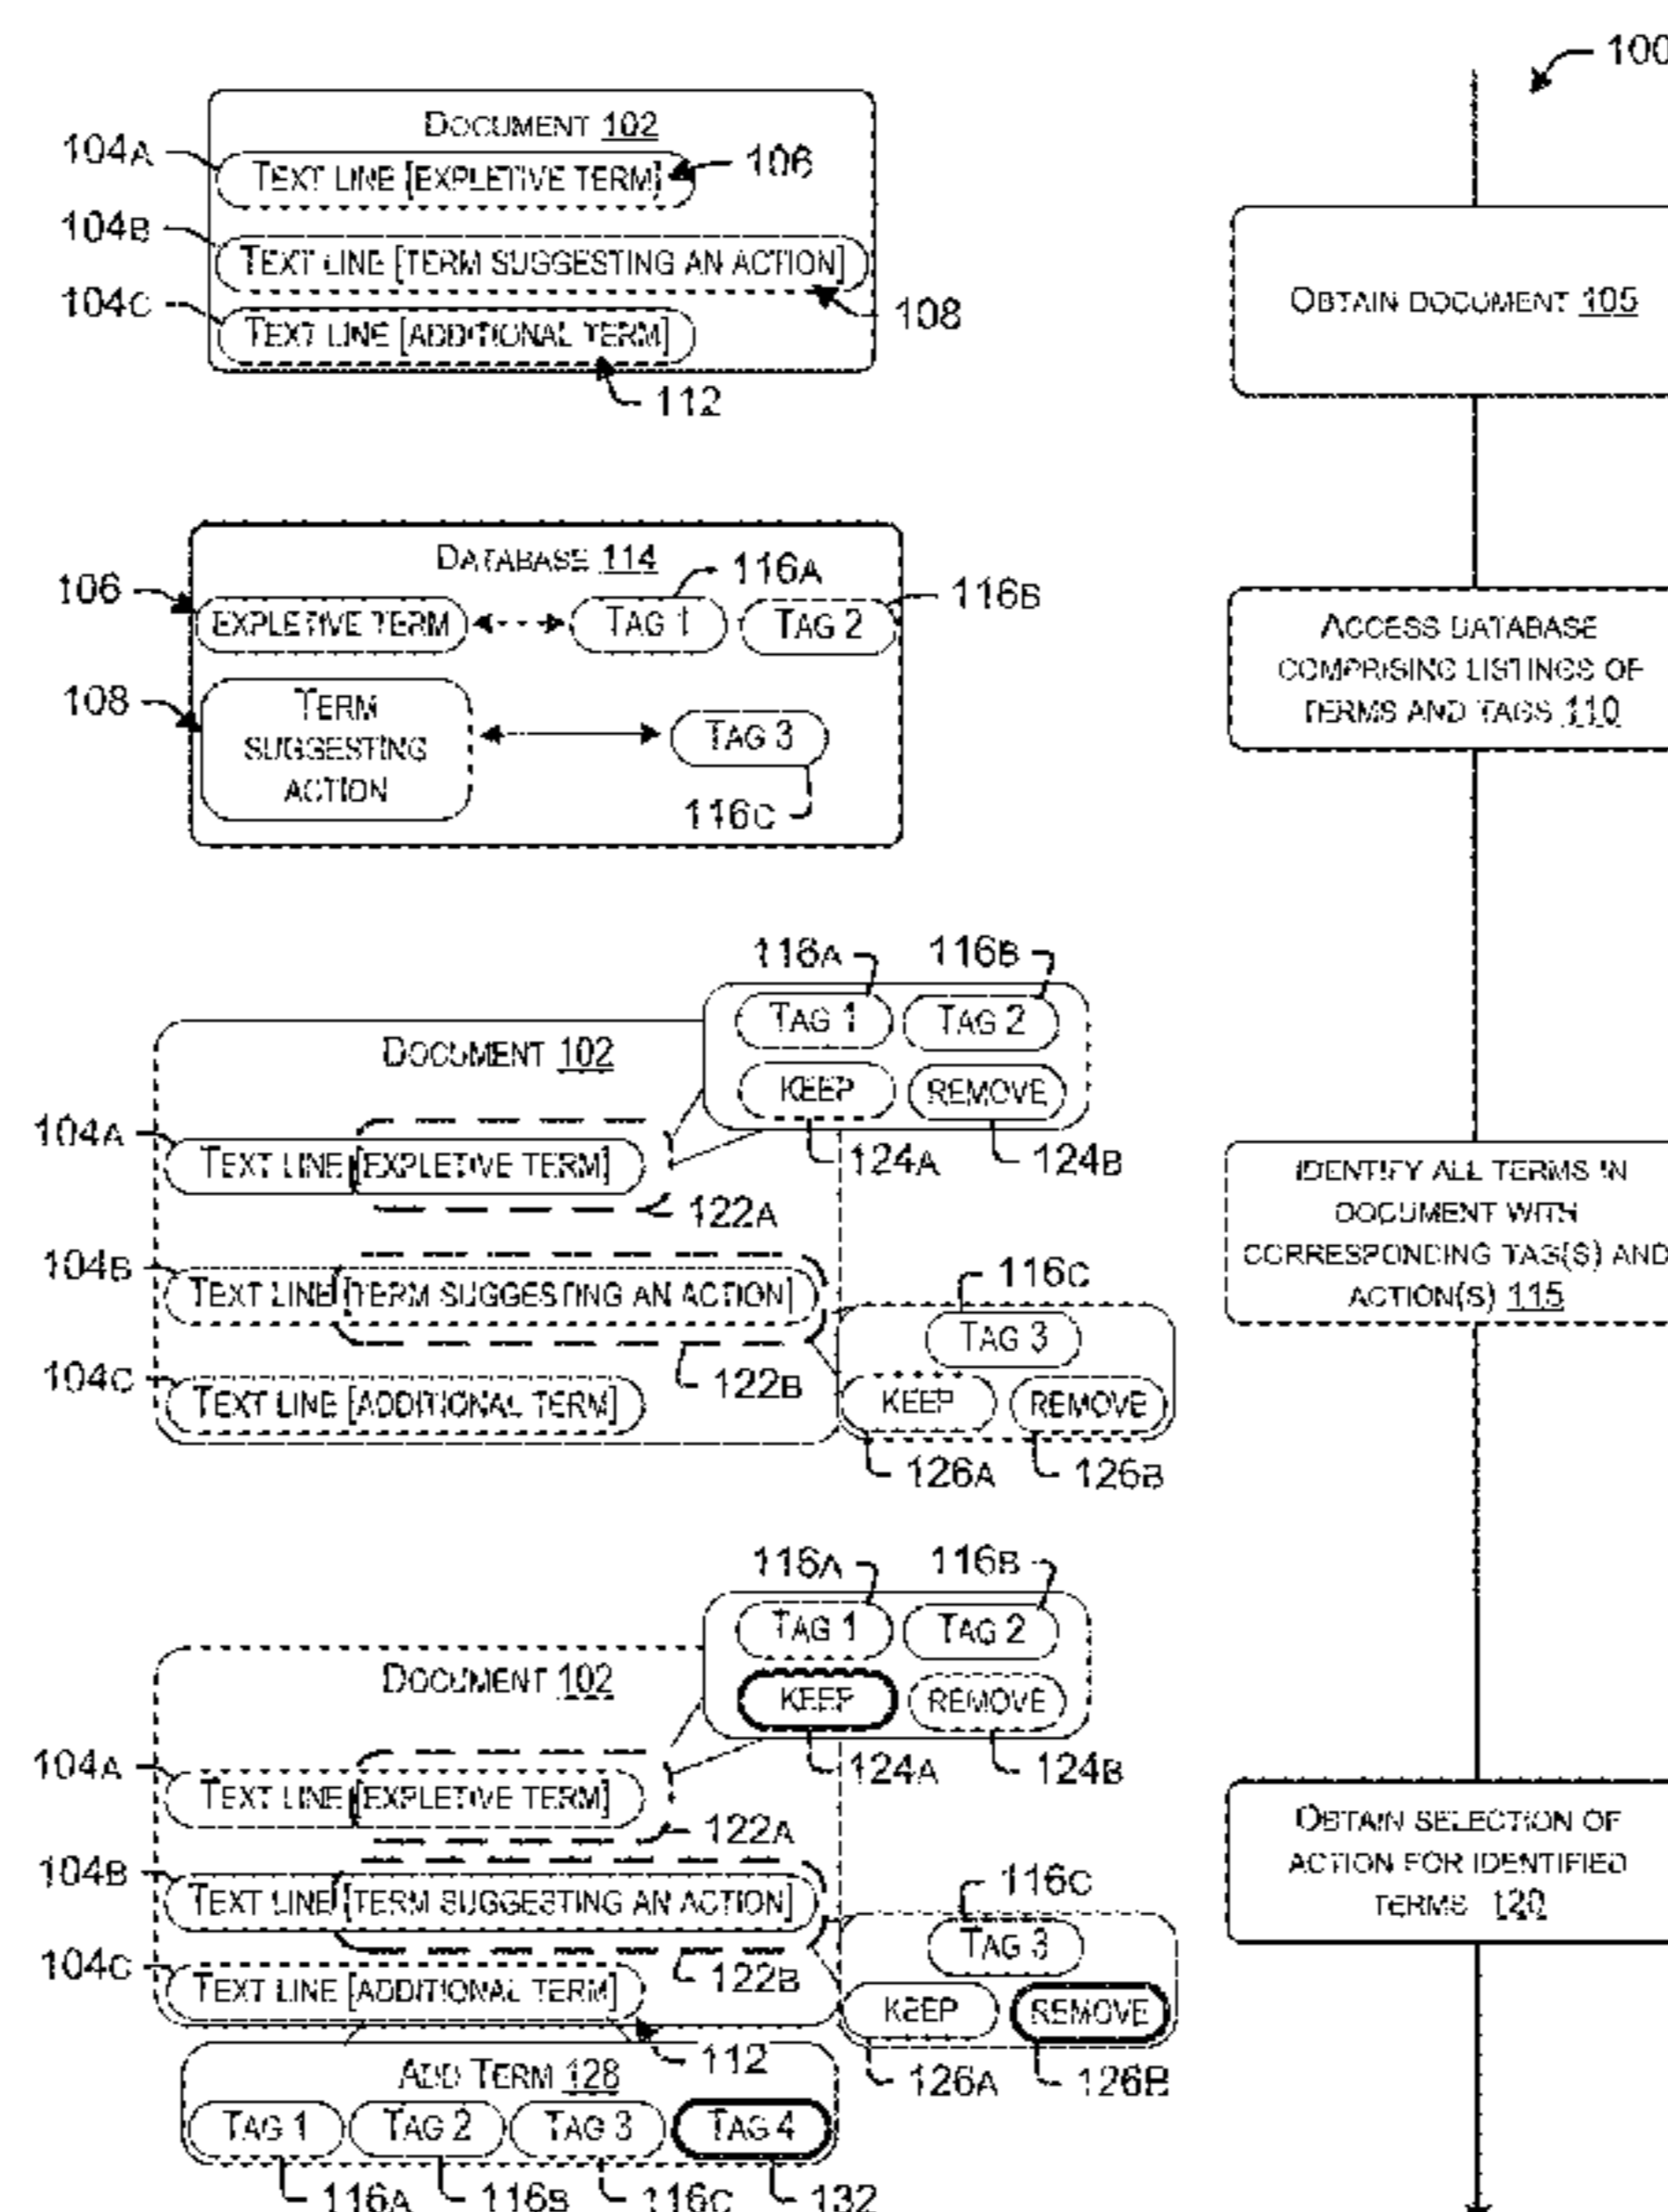 100
DOCUMENT 102
104A
TEXT LINE [EXPLETIVE TERM]
106
104B
TEXT LINE [TERM SUGGESTING AN ACTION]
108
104C
TEXT LINE [ADDITIONAL TERM]
112
OBTAIN DOCUMENT 105
DATABASE 114
116A
116B
106
EXPLETIVE TERM
TAG 1
TAG 2
108
TERM
SUGGESTING
ACTION
TAG 3
116C
ACCESS DATABASE
COMPRISING LISTINGS OF
TERMS AND TAGS 110
116A
116B
TAG 1
TAG 2
DOCUMENT 102
KEEP
REMOVE
104A
TEXT LINE [EXPLETIVE TERM]
124A
124B
122A
104B
TEXT LINE [TERM SUGGESTING AN ACTION]
116C
TAG 3
122B
104C
TEXT LINE [ADDITIONAL TERM]
KEEP
REMOVE
126A
126B
IDENTIFY ALL TERMS IN
DOCUMENT WITH
CORRESPONDING TAG(S) AND
ACTION(S) 115
116A
116B
TAG 1
TAG 2
DOCUMENT 102
KEEP
REMOVE
104A
TEXT LINE [EXPLETIVE TERM]
124A
124B
122A
104B
TEXT LINE [TERM SUGGESTING AN ACTION]
116C
TAG 3
122B
104C
TEXT LINE [ADDITIONAL TERM]
KEEP
REMOVE
112
126A
126B
ADD TERM 128
TAG 1
TAG 2
TAG 3
TAG 4
116A
116B
116C
132
OBTAIN SELECTION OF
ACTION FOR IDENTIFIED
TERMS 120